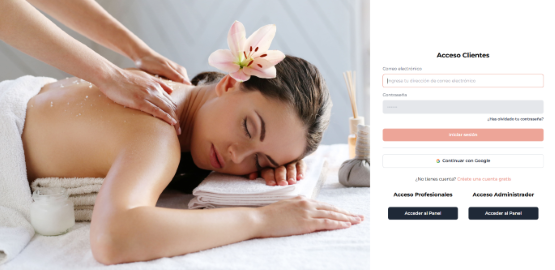 Acceso Clientes
Correo electrónico
Ingresa tu dirección de correo electrónico
Contraseña
¿Has olvidado tu contraseña?
Iniciar sesión
Continuar con Google
¿No tienes cuenta? Créate una cuenta gratis
Acceso Profesionales
Acceso Administrador
Acceder al Panel
Acceder al Panel